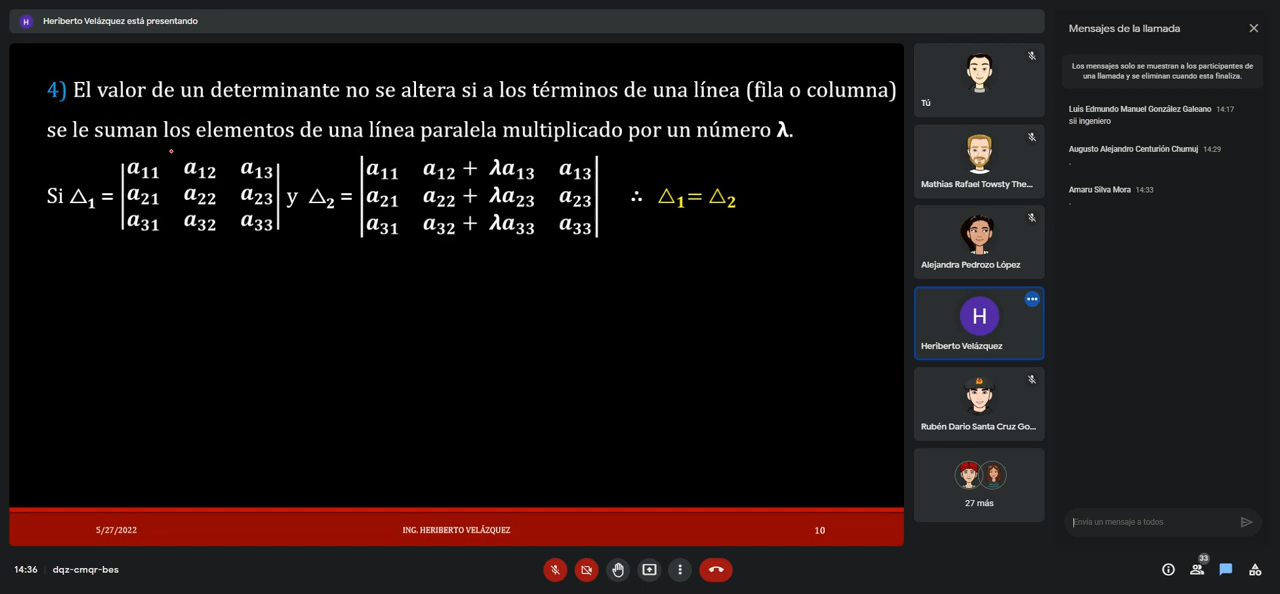 H Heriberto Velázquez está presentando
4) El valor de un determinante no se altera si a los términos de una línea (fila o columna)
se le suman los elementos de una línea paralela multiplicado por un número λ.
Si △₁ = |a₁₁ a₁₂ a₁₃| y △₂ = |a₁₁ a₁₂ + λa₁₃ a₁₃| ∴ △₁ = △₂
|a₂₁ a₂₂ a₂₃| |a₂₁ a₂₂ + λa₂₃ a₂₃|
|a₃₁ a₃₂ a₃₃| |a₃₁ a₃₂ + λa₃₃ a₃₃|
5/27/2022 ING. HERIBERTO VELÁZQUEZ 10
Tú
Mathias Rafael Towsty The...
Alejandra Pedrozo López
H
Heriberto Velázquez
Rubén Dario Santa Cruz Go...
27 más
Mensajes de la llamada
Los mensajes solo se muestran a los participantes de
una llamada y se eliminan cuando esta finaliza.
Luis Edmundo Manuel González Galeano 14:17
sii ingeniero
Augusto Alejandro Centurión Chumuj 14:29
.
Amaru Silva Mora 14:33
.
Envía un mensaje a todos
14:36 dqz-cmqr-bes
33